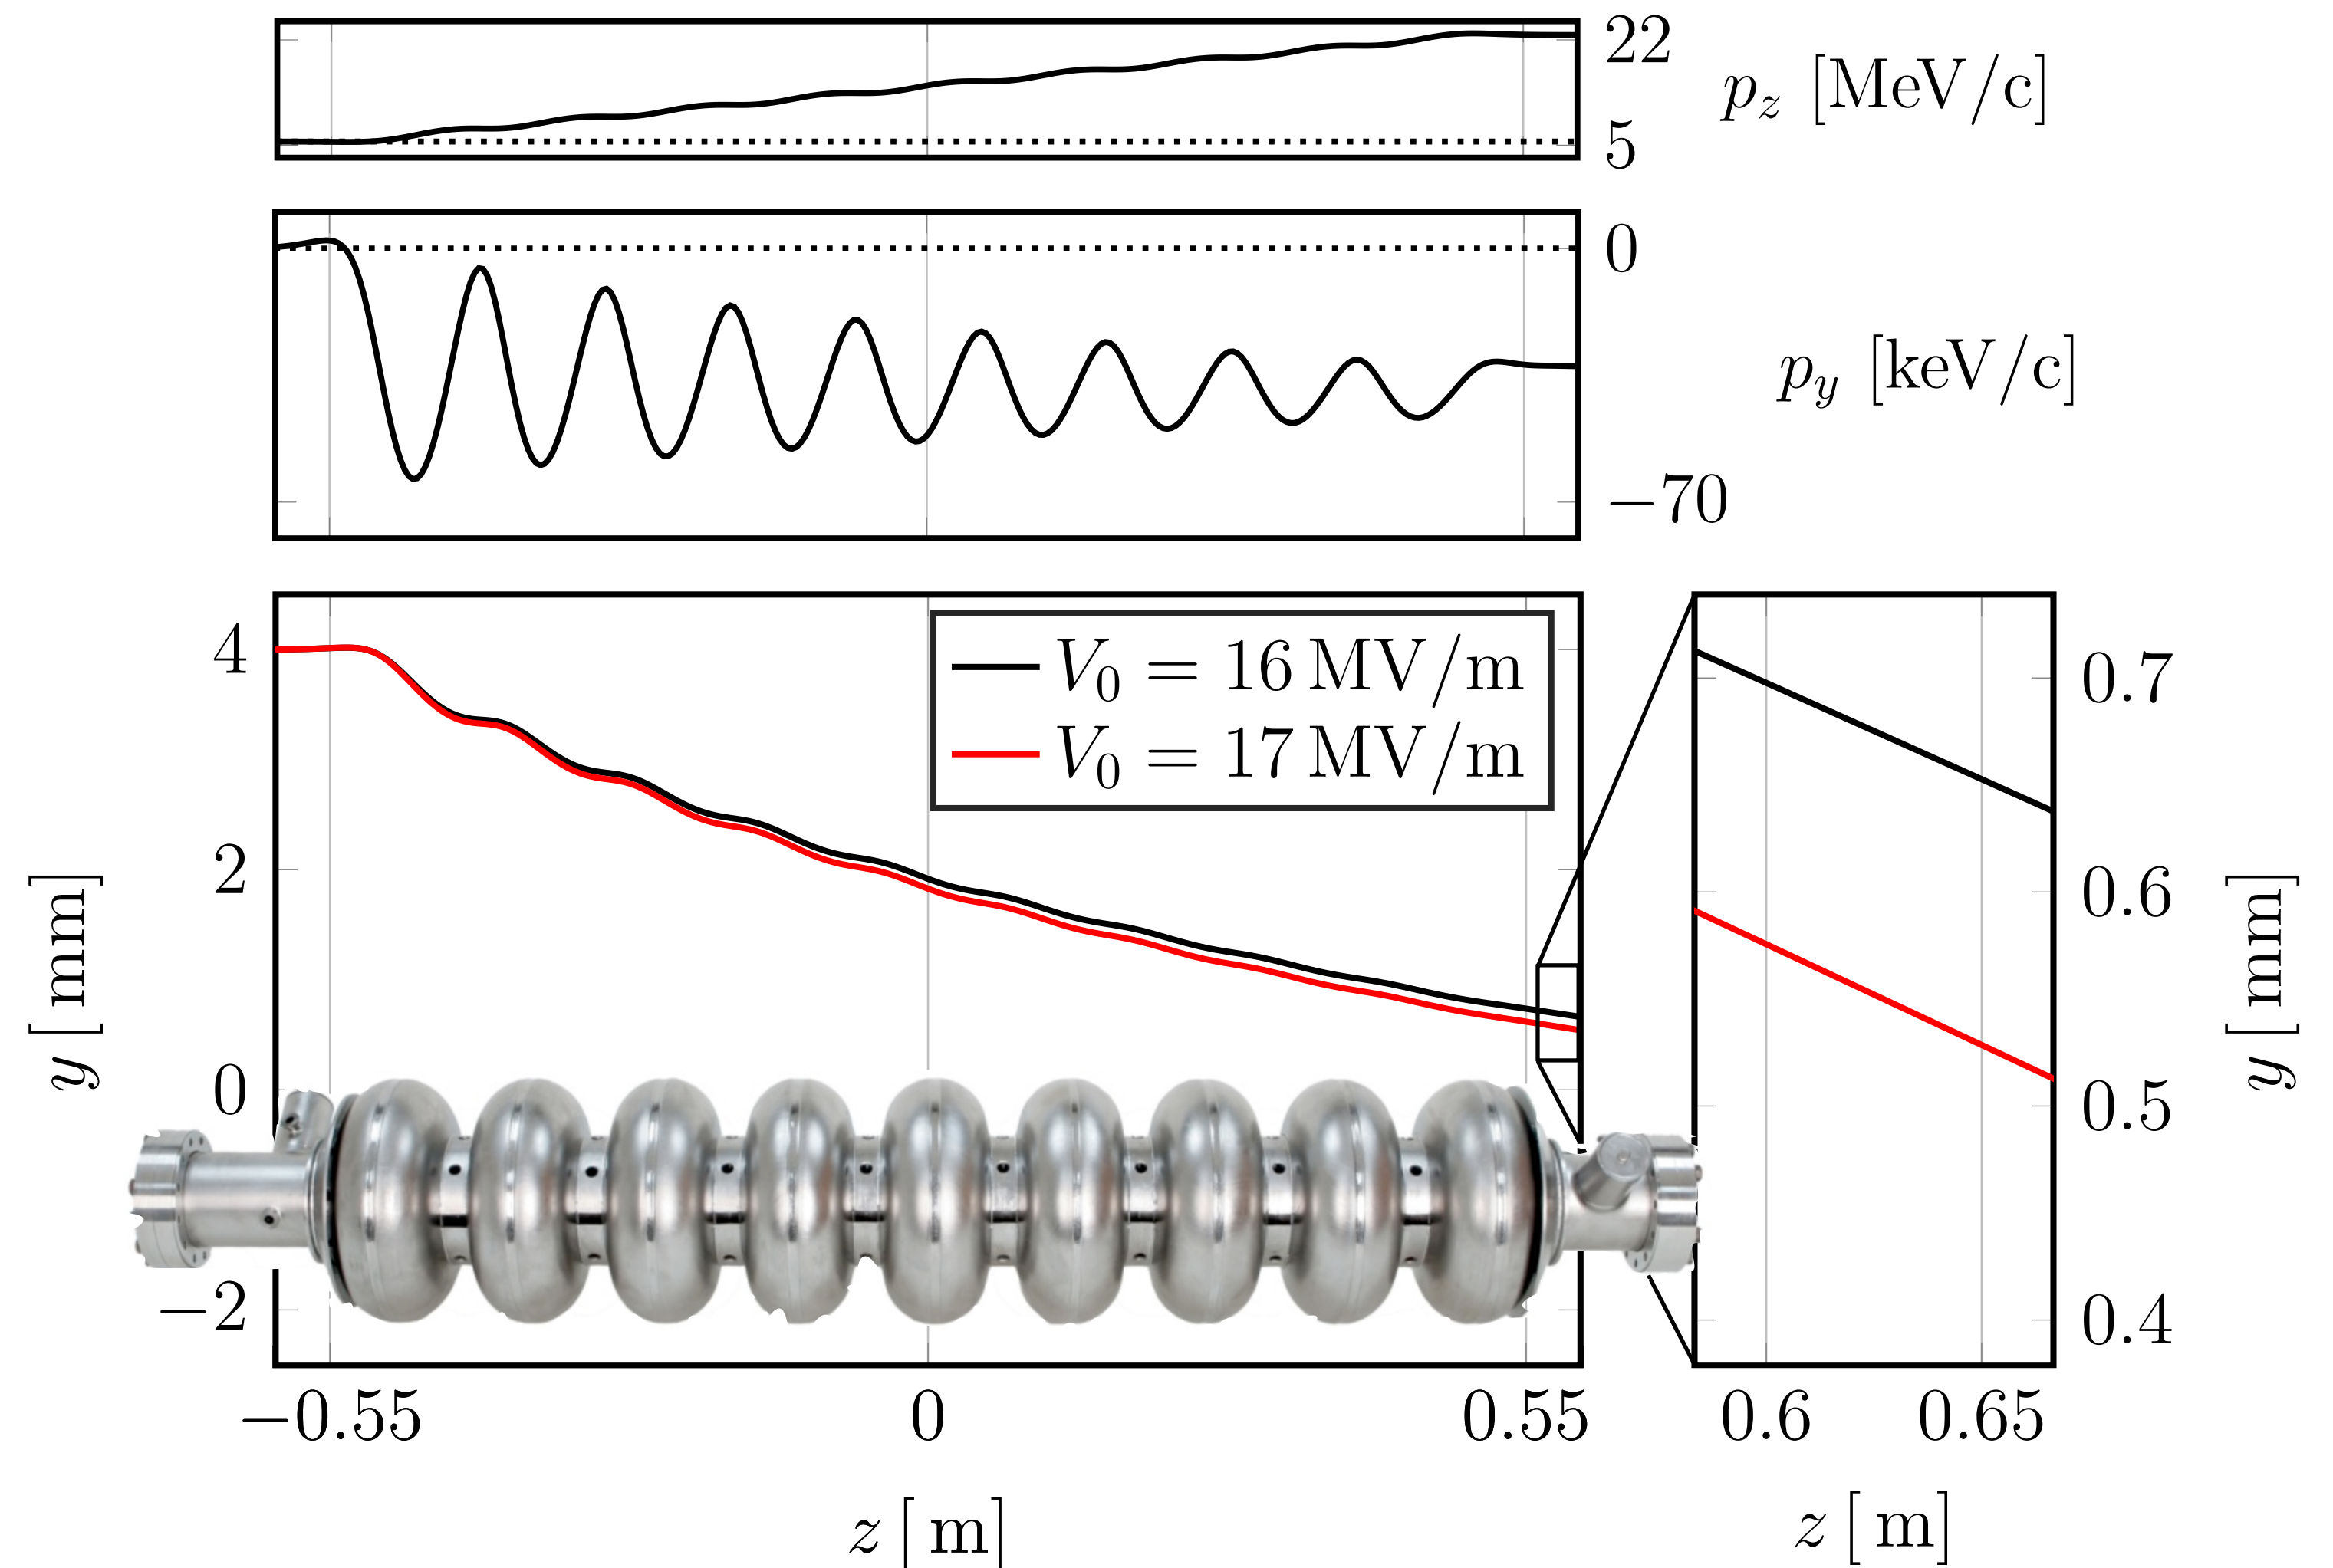 22
p_z [MeV/c]
5
0
p_y [keV/c]
−70
4
2
0
−2
y [mm]
V_0 = 16 MV/m
V_0 = 17 MV/m
0.7
0.6
0.5
0.4
y [mm]
−0.55 0 0.55
0.6 0.65
z [m]
z [m]